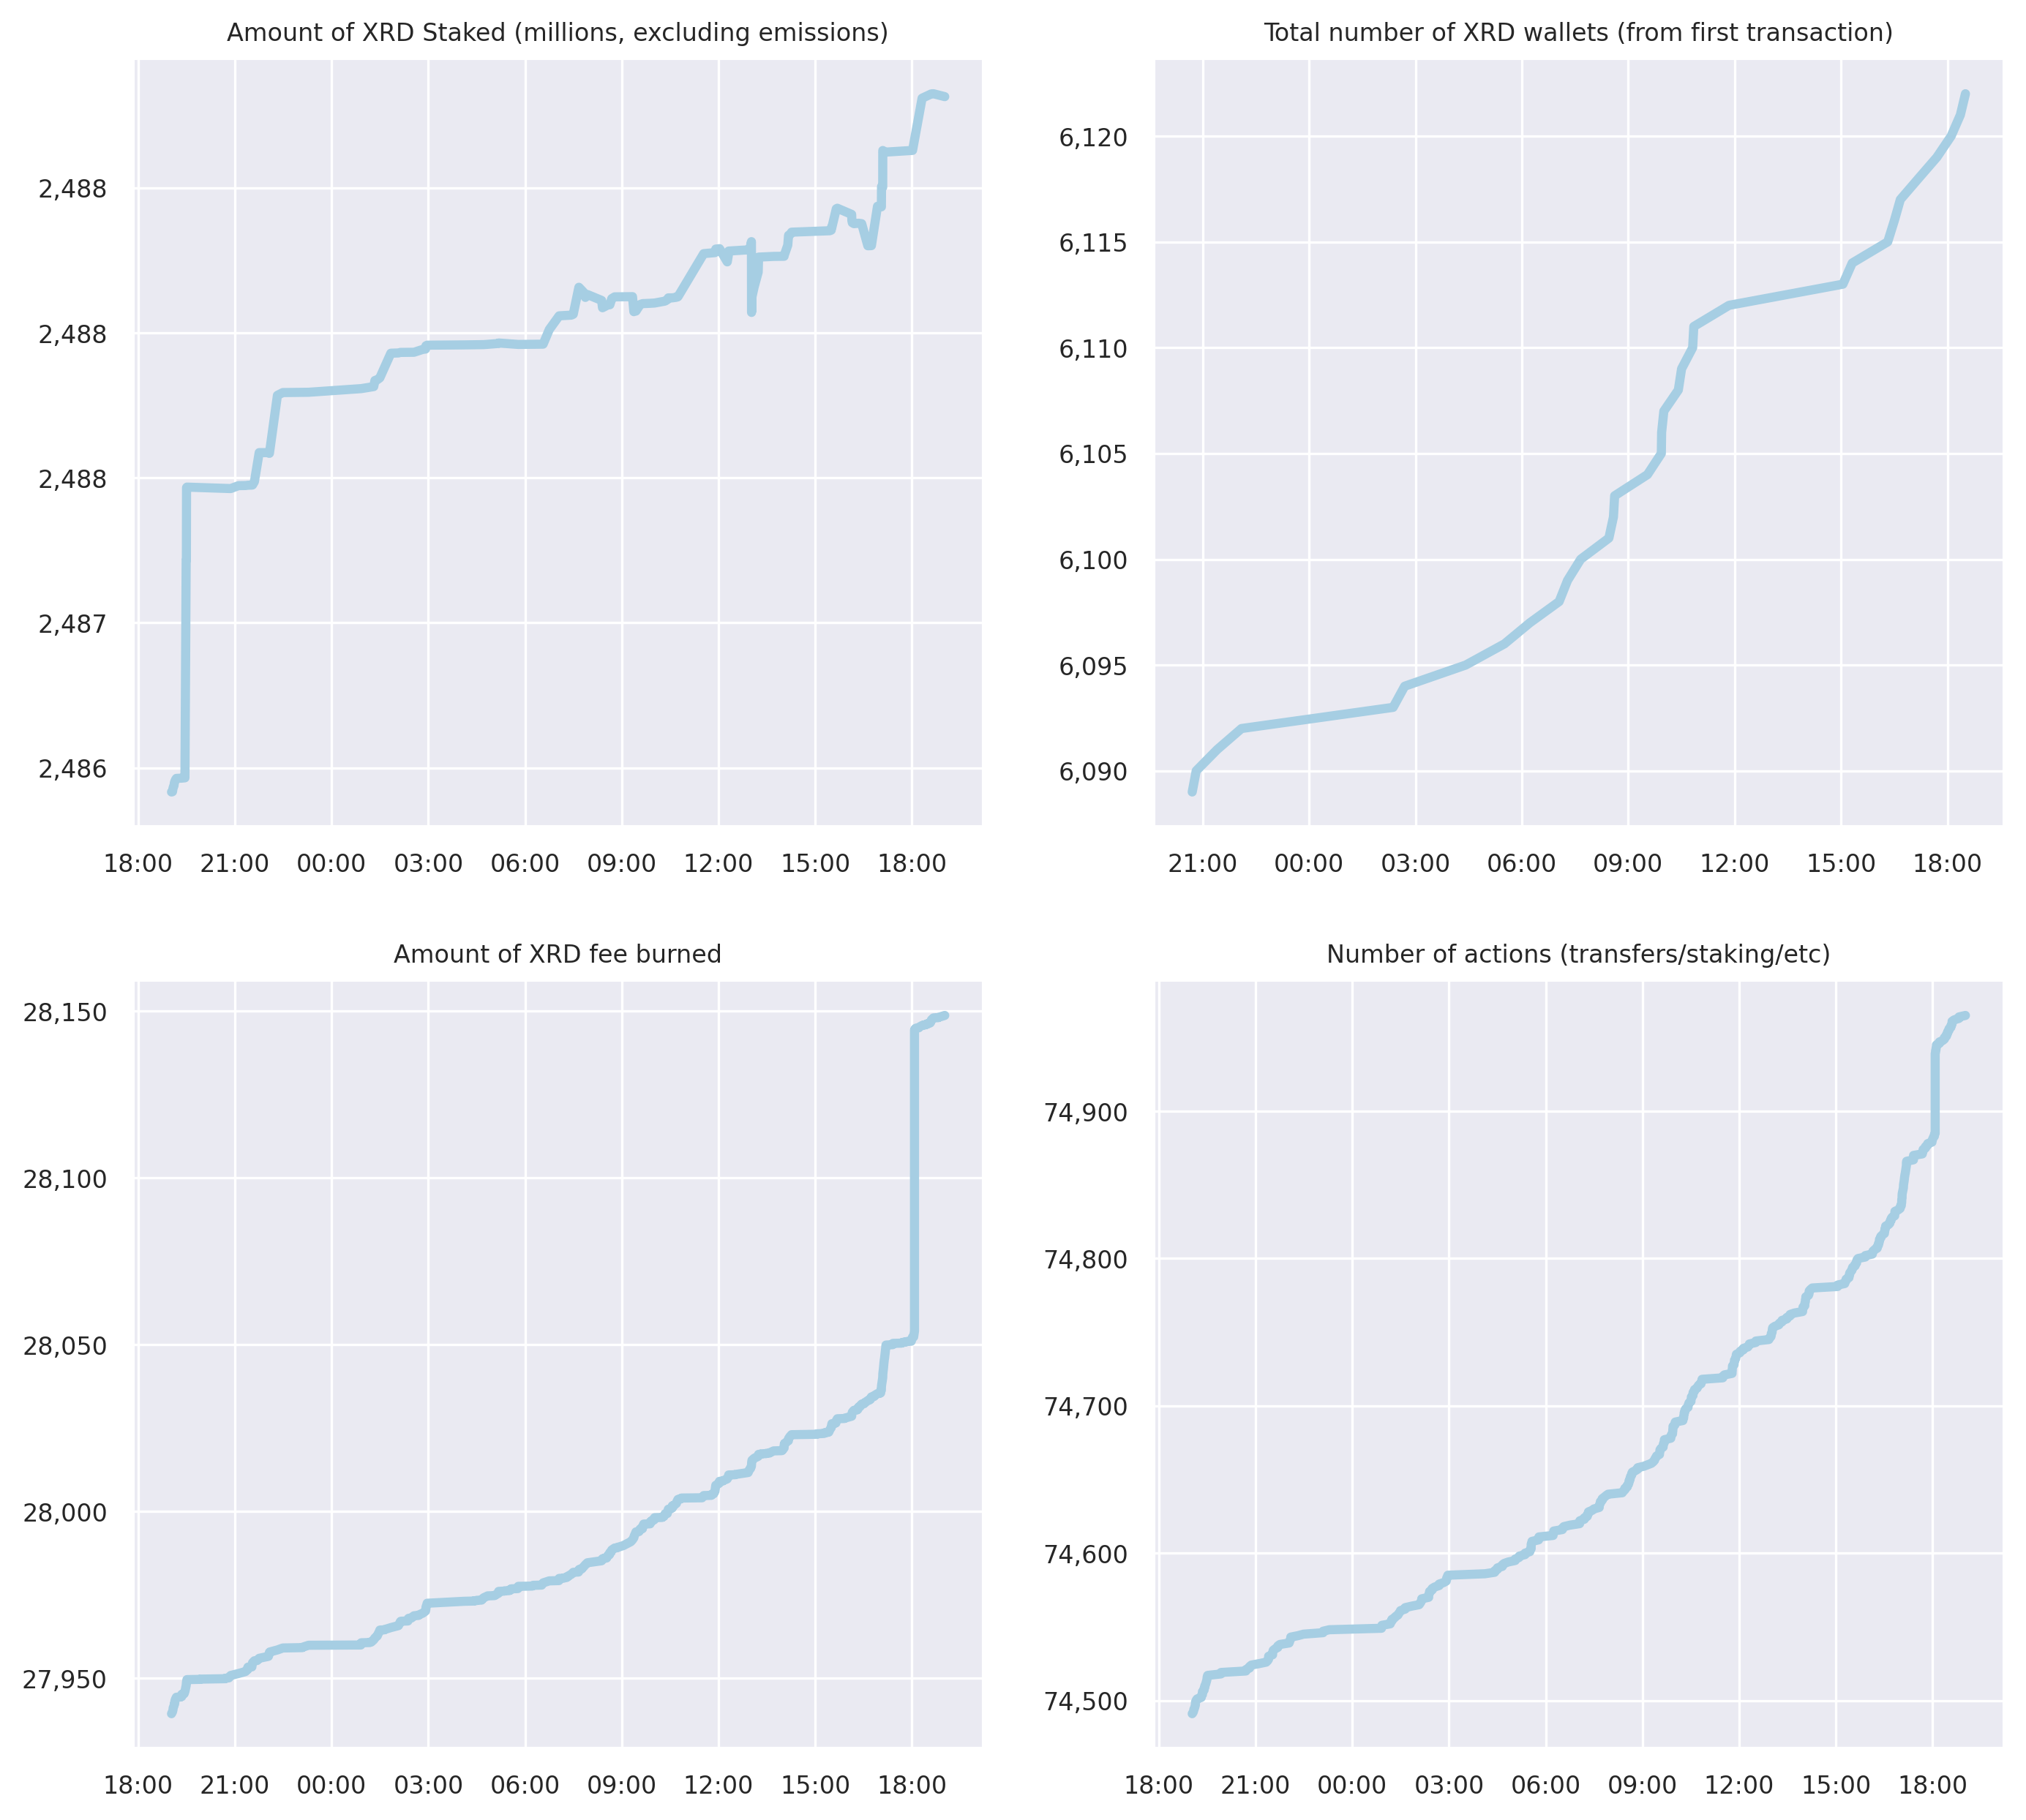 Amount of XRD Staked (millions, excluding emissions)
2,488
2,488
2,488
2,487
2,486
18:00 21:00 00:00 03:00 06:00 09:00 12:00 15:00 18:00
Total number of XRD wallets (from first transaction)
6,120
6,115
6,110
6,105
6,100
6,095
6,090
21:00 00:00 03:00 06:00 09:00 12:00 15:00 18:00
Amount of XRD fee burned
28,150
28,100
28,050
28,000
27,950
18:00 21:00 00:00 03:00 06:00 09:00 12:00 15:00 18:00
Number of actions (transfers/staking/etc)
74,900
74,800
74,700
74,600
74,500
18:00 21:00 00:00 03:00 06:00 09:00 12:00 15:00 18:00